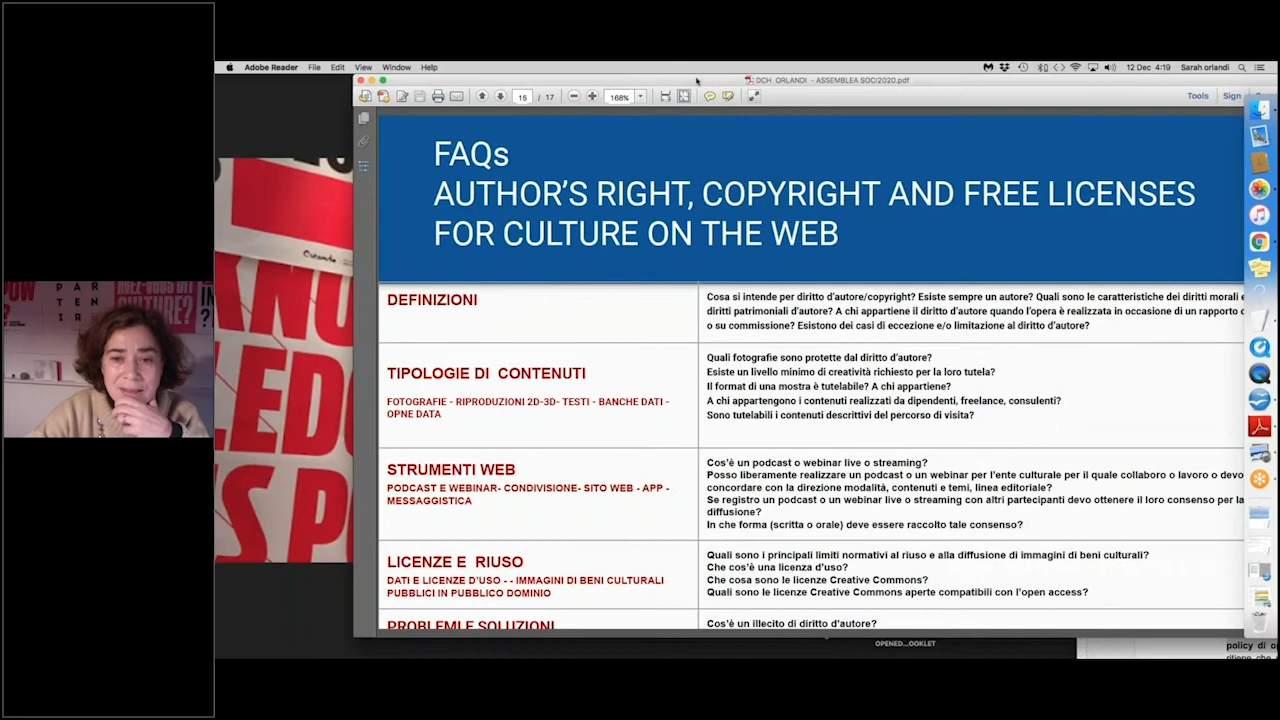 Adobe Reader File Edit View Window Help
12 Dec 4:19 Sarah orlandi
DCH_ORLANDI - ASSEMBLEA SOCI2020.pdf
15 / 17 168% Tools Sign
FAQs
AUTHOR'S RIGHT, COPYRIGHT AND FREE LICENSES
FOR CULTURE ON THE WEB
DEFINIZIONI
Cosa si intende per diritto d'autore/copyright? Esiste sempre un autore? Quali sono le caratteristiche dei diritti morali e
diritti patrimoniali d'autore? A chi appartiene il diritto d'autore quando l'opera è realizzata in occasione di un rapporto
o su commissione? Esistono dei casi di eccezione e/o limitazione al diritto d'autore?
TIPOLOGIE DI CONTENUTI
FOTOGRAFIE - RIPRODUZIONI 2D-3D- TESTI - BANCHE DATI -
OPNE DATA
Quali fotografie sono protette dal diritto d'autore?
Esiste un livello minimo di creatività richiesto per la loro tutela?
Il format di una mostra è tutelabile? A chi appartiene?
A chi appartengono i contenuti realizzati da dipendenti, freelance, consulenti?
Sono tutelabili i contenuti descrittivi del percorso di visita?
STRUMENTI WEB
PODCAST E WEBINAR- CONDIVISIONE- SITO WEB - APP -
MESSAGGISTICA
Cos'è un podcast o webinar live o streaming?
Posso liberamente realizzare un podcast o un webinar per l'ente culturale per il quale collaboro o lavoro o devo
concordare con la direzione modalità, contenuti e temi, linea editoriale?
Se registro un podcast o un webinar live o streaming con altri partecipanti devo ottenere il loro consenso per la
diffusione?
In che forma (scritta o orale) deve essere raccolto tale consenso?
LICENZE E RIUSO
DATI E LICENZE D'USO - - IMMAGINI DI BENI CULTURALI
PUBBLICI IN PUBBLICO DOMINIO
Quali sono i principali limiti normativi al riuso e alla diffusione di immagini di beni culturali?
Che cos'è una licenza d'uso?
Che cosa sono le licenze Creative Commons?
Quali sono le licenze Creative Commons aperte compatibili con l'open access?
PROBLEMI E SOLUZIONI
Cos'è un illecito di diritto d'autore?
OPENED...OOKLET
policy di
ritiene che
CULTURE?
PAR
TEN
IR